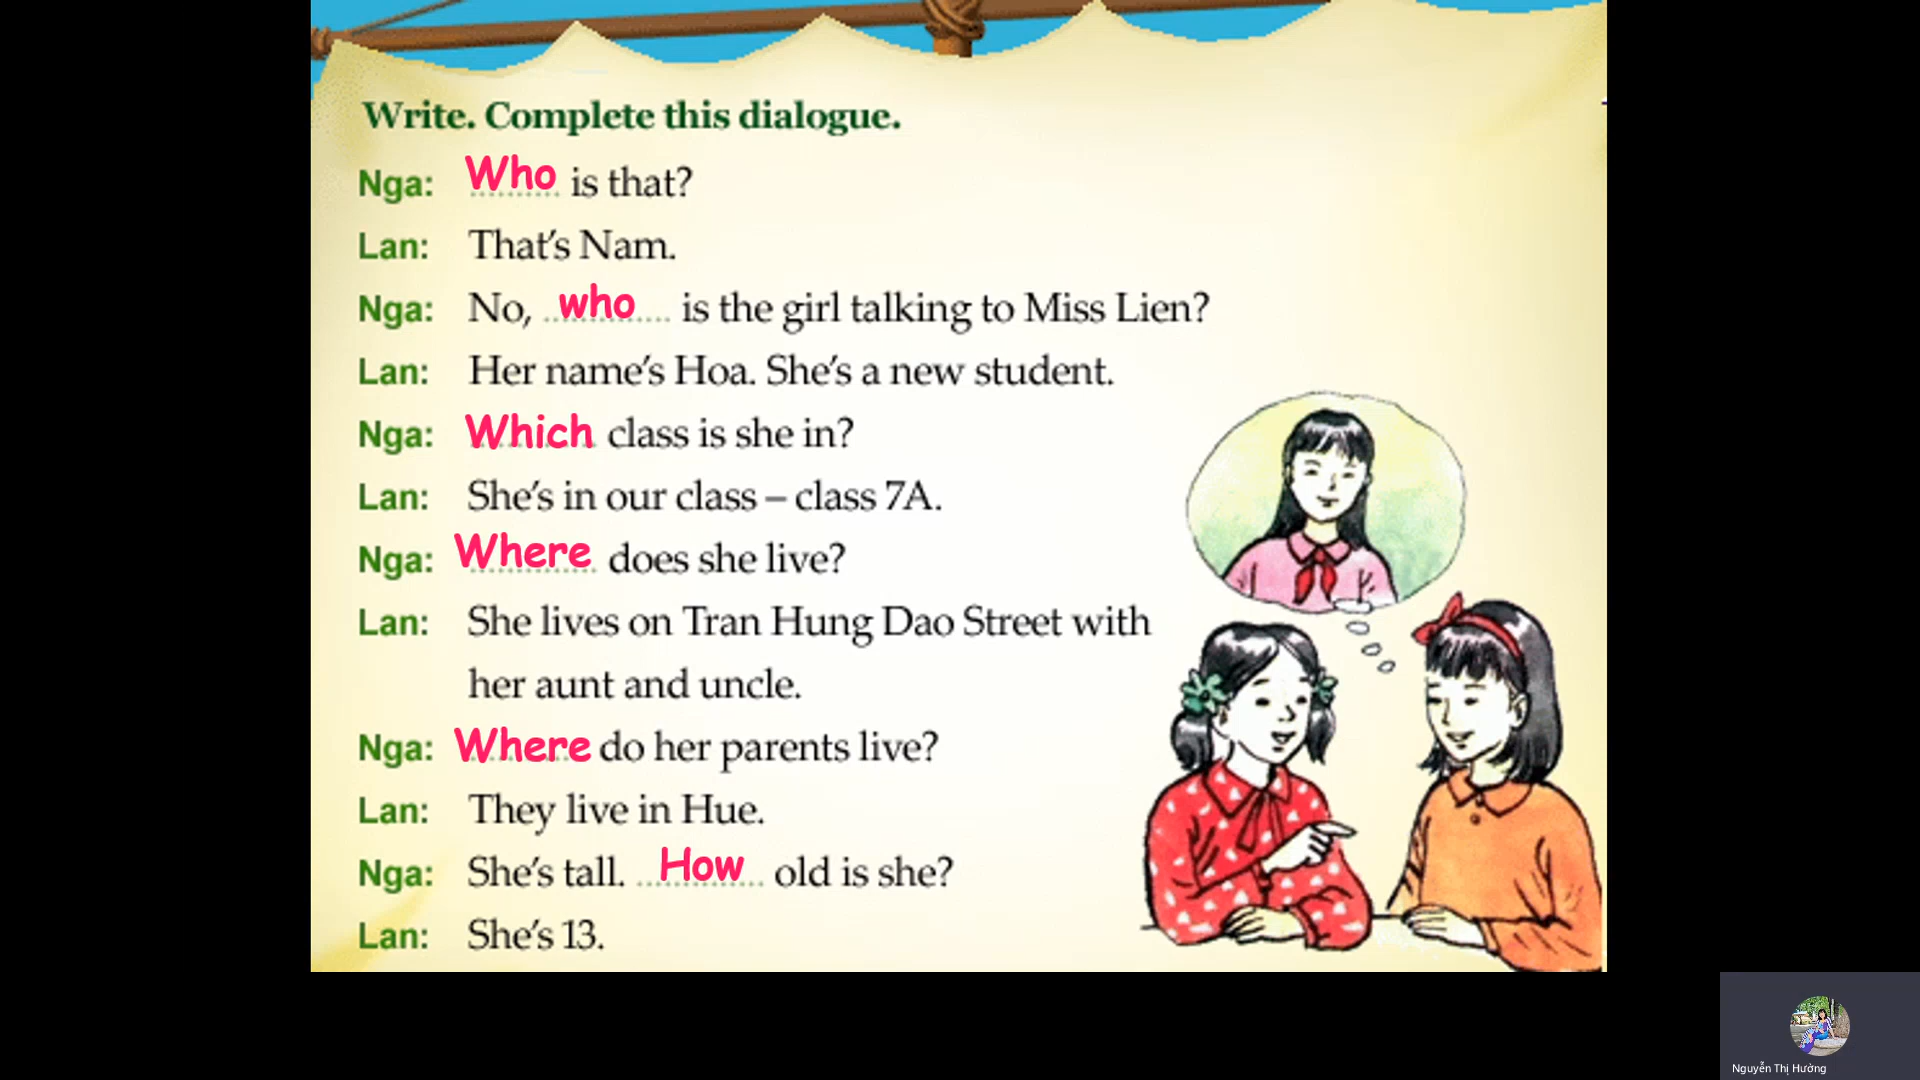 Write. Complete this dialogue.
Nga: Who is that?
Lan: That's Nam.
Nga: No, who is the girl talking to Miss Lien?
Lan: Her name's Hoa. She's a new student.
Nga: Which class is she in?
Lan: She's in our class – class 7A.
Nga: Where does she live?
Lan: She lives on Tran Hung Dao Street with
her aunt and uncle.
Nga: Where do her parents live?
Lan: They live in Hue.
Nga: She's tall. How old is she?
Lan: She's 13.
Nguyễn Thị Hường